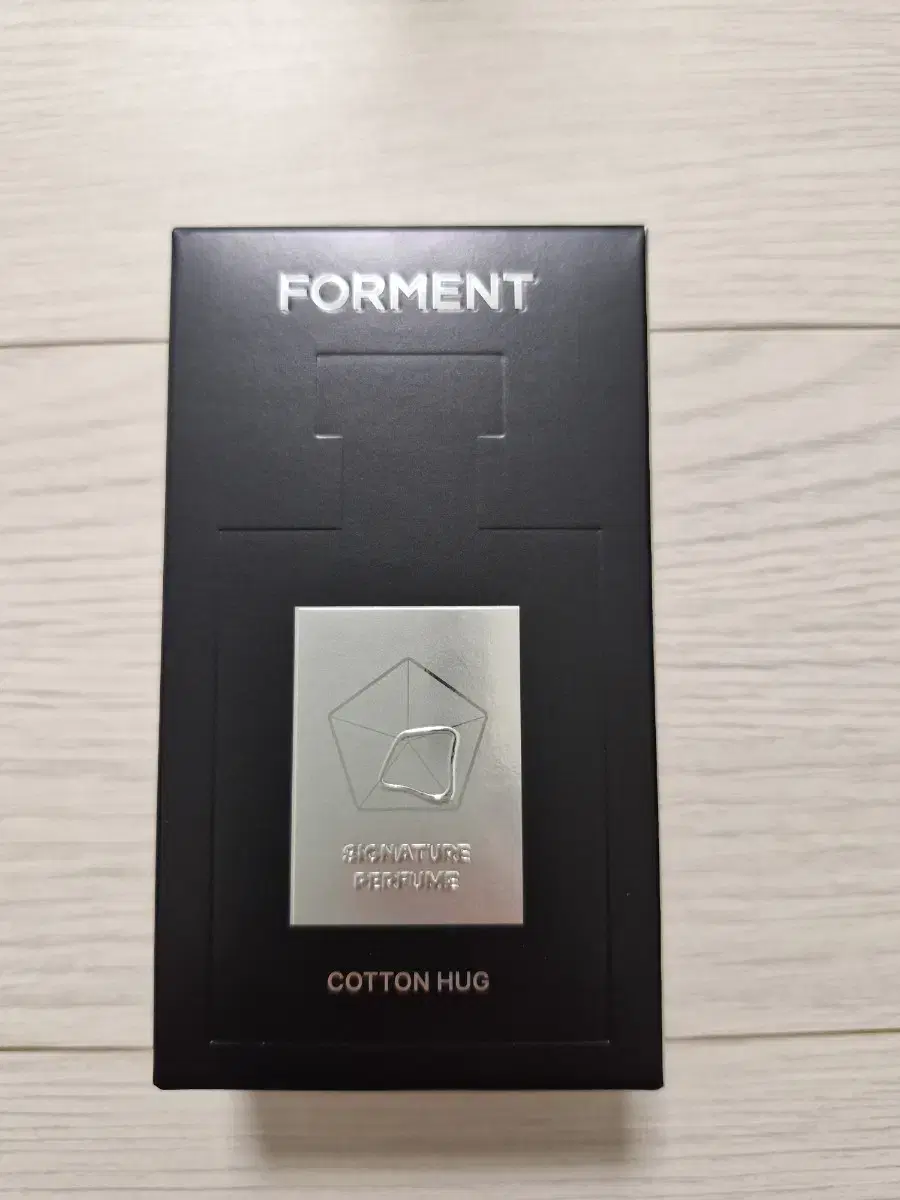 FORMENT
SIGNATURE
PERFUME
COTTON HUG